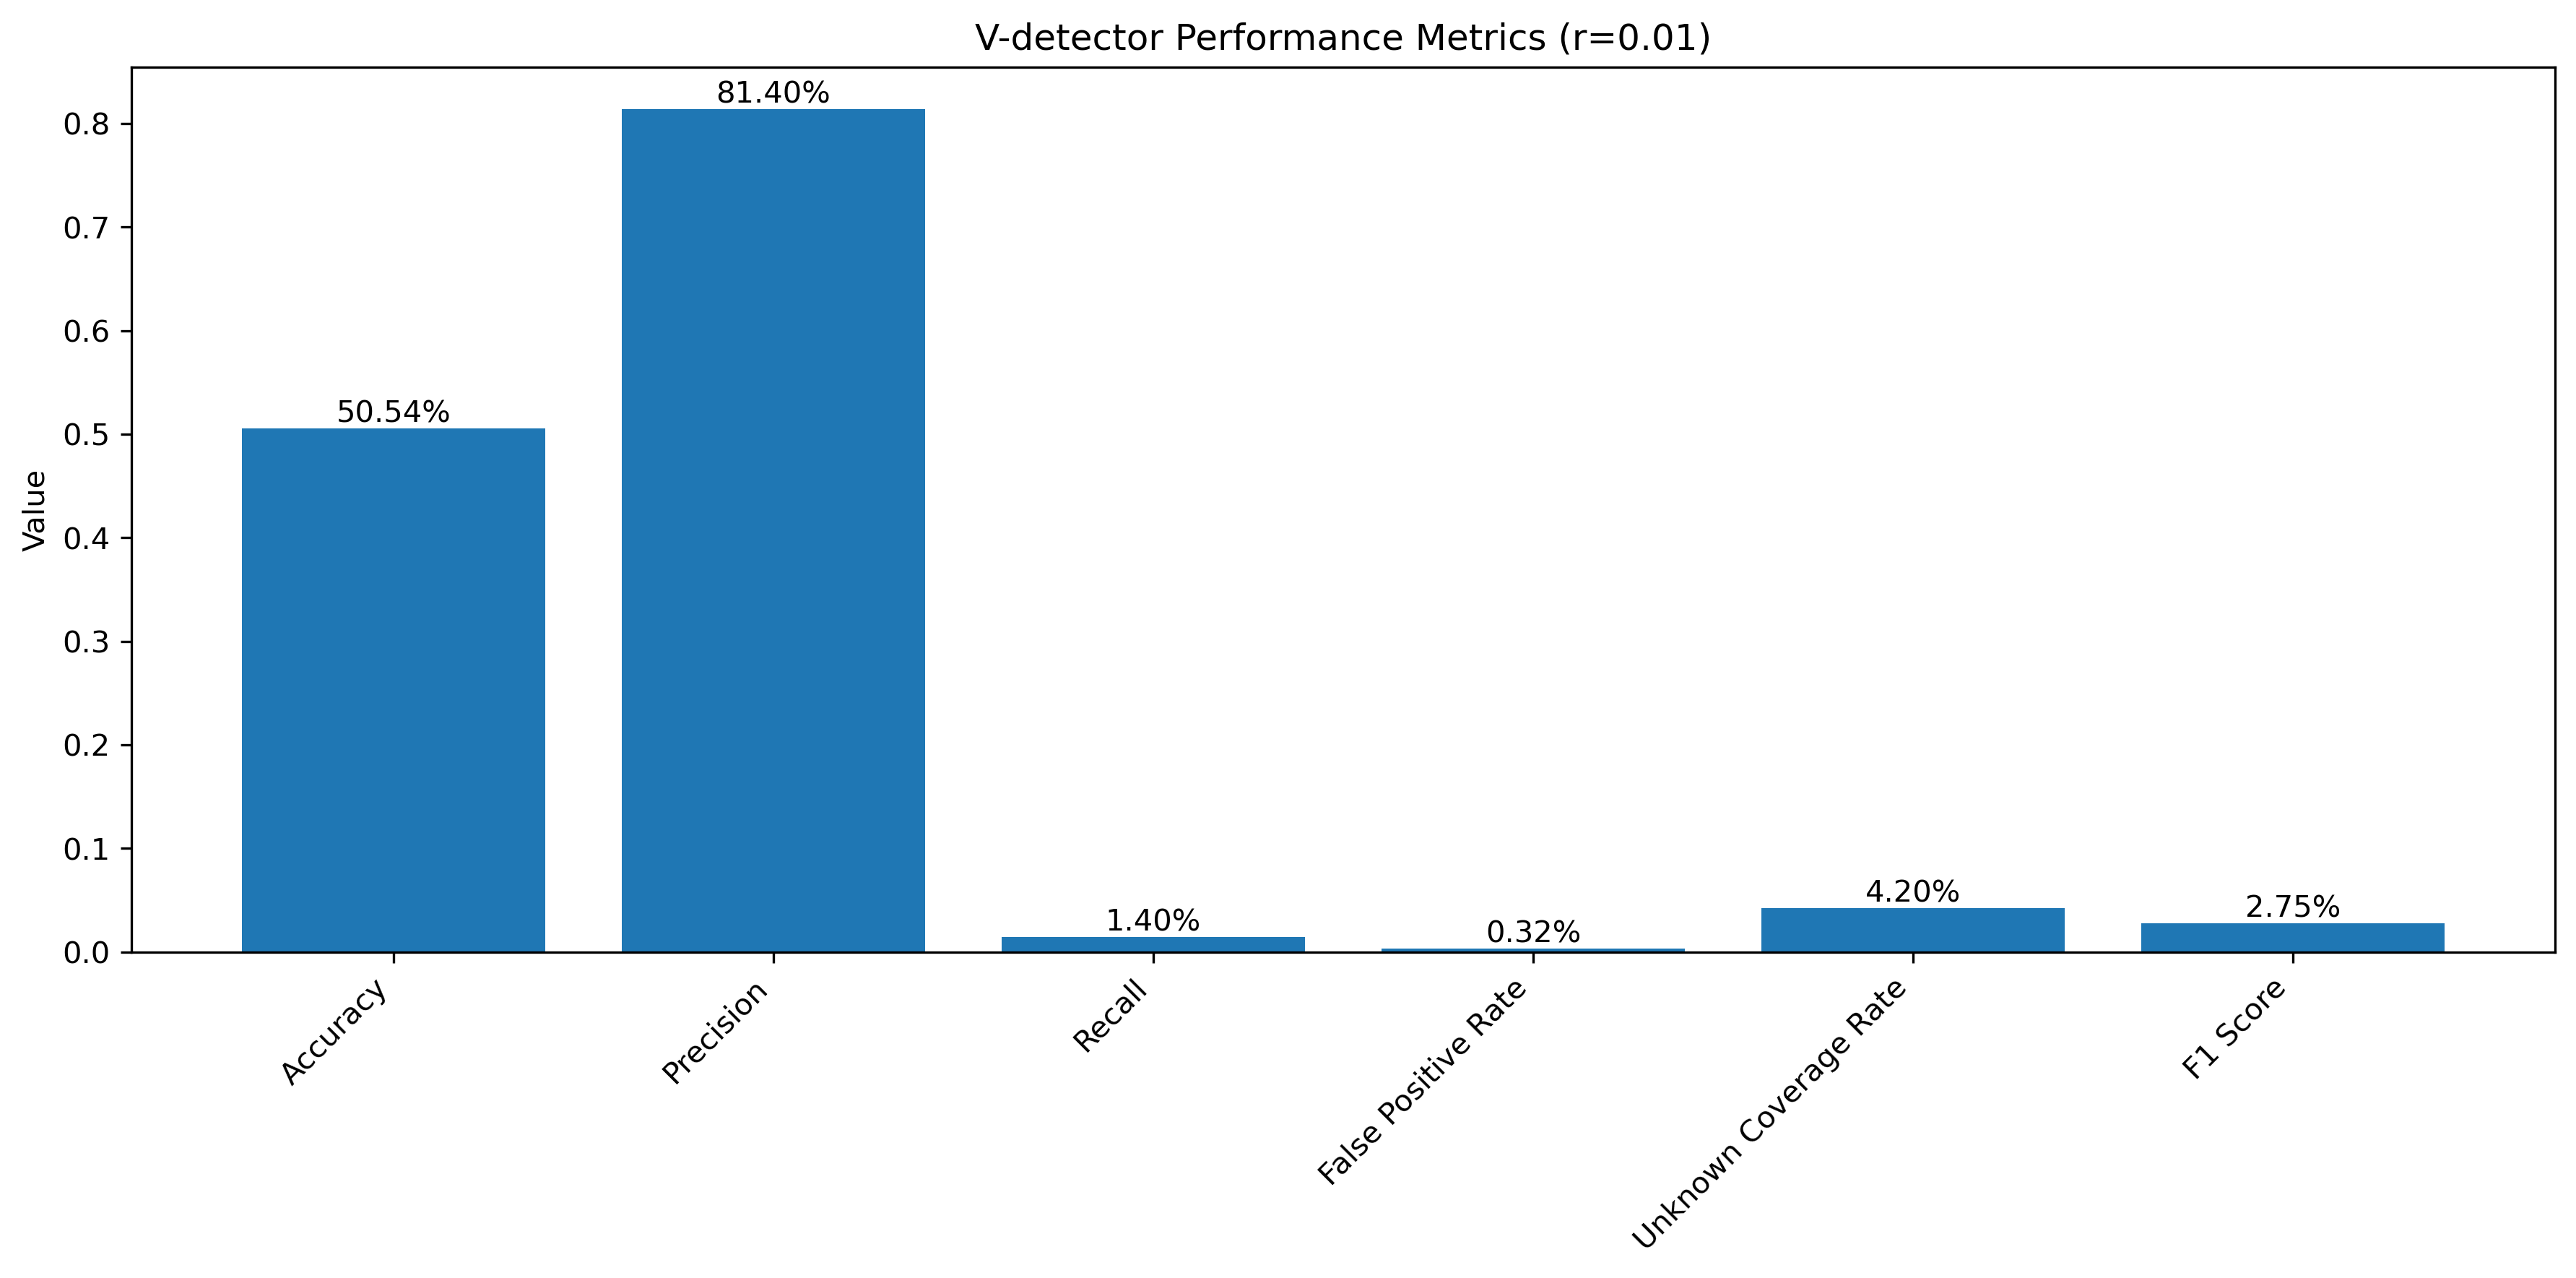 V-detector Performance Metrics (r=0.01)
Value
0.8
0.7
0.6
0.5
0.4
0.3
0.2
0.1
0.0
50.54%
81.40%
1.40%
0.32%
4.20%
2.75%
Accuracy
Precision
Recall
False Positive Rate
Unknown Coverage Rate
F1 Score